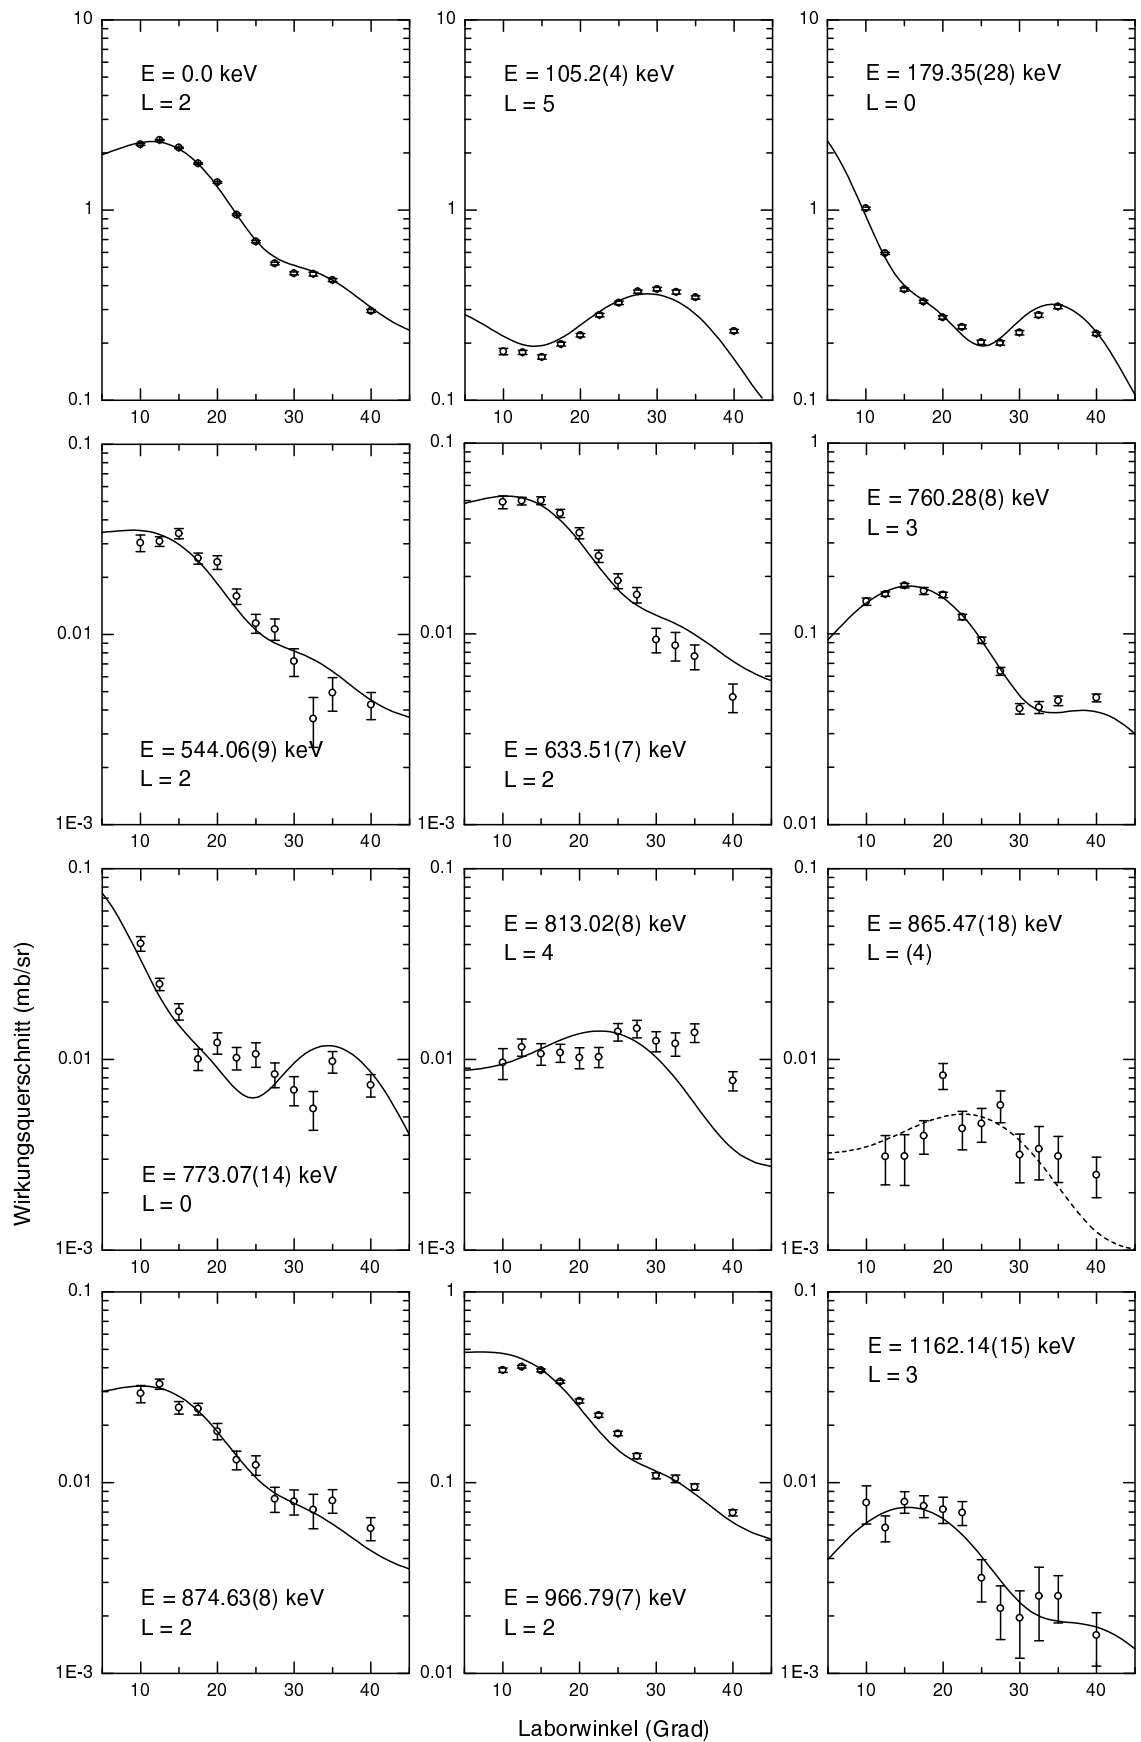 10
1
0.1
10 20 30 40
E = 0.0 keV
L = 2
10
1
0.1
10 20 30 40
E = 105.2(4) keV
L = 5
10
1
0.1
10 20 30 40
E = 179.35(28) keV
L = 0
0.1
0.01
1E-3
10 20 30 40
E = 544.06(9) keV
L = 2
0.1
0.01
1E-3
10 20 30 40
E = 633.51(7) keV
L = 2
1
0.1
0.01
10 20 30 40
E = 760.28(8) keV
L = 3
Wirkungsquerschnitt (mb/sr)
0.1
0.01
1E-3
10 20 30 40
E = 773.07(14) keV
L = 0
0.1
0.01
1E-3
10 20 30 40
E = 813.02(8) keV
L = 4
0.1
0.01
1E-3
10 20 30 40
E = 865.47(18) keV
L = (4)
0.1
0.01
1E-3
10 20 30 40
E = 874.63(8) keV
L = 2
1
0.1
0.01
10 20 30 40
E = 966.79(7) keV
L = 2
0.1
0.01
1E-3
10 20 30 40
E = 1162.14(15) keV
L = 3
Laborwinkel (Grad)